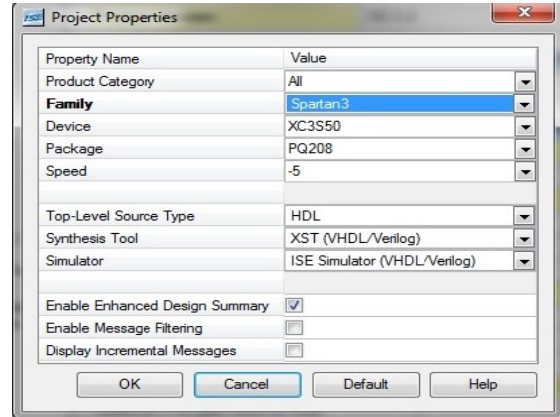 ISE Project Properties
Property Name Value
Product Category All
Family Spartan3
Device XC3S50
Package PQ208
Speed -5
Top-Level Source Type HDL
Synthesis Tool XST (VHDL/Verilog)
Simulator ISE Simulator (VHDL/Verilog)
Enable Enhanced Design Summary
Enable Message Filtering
Display Incremental Messages
OK Cancel Default Help